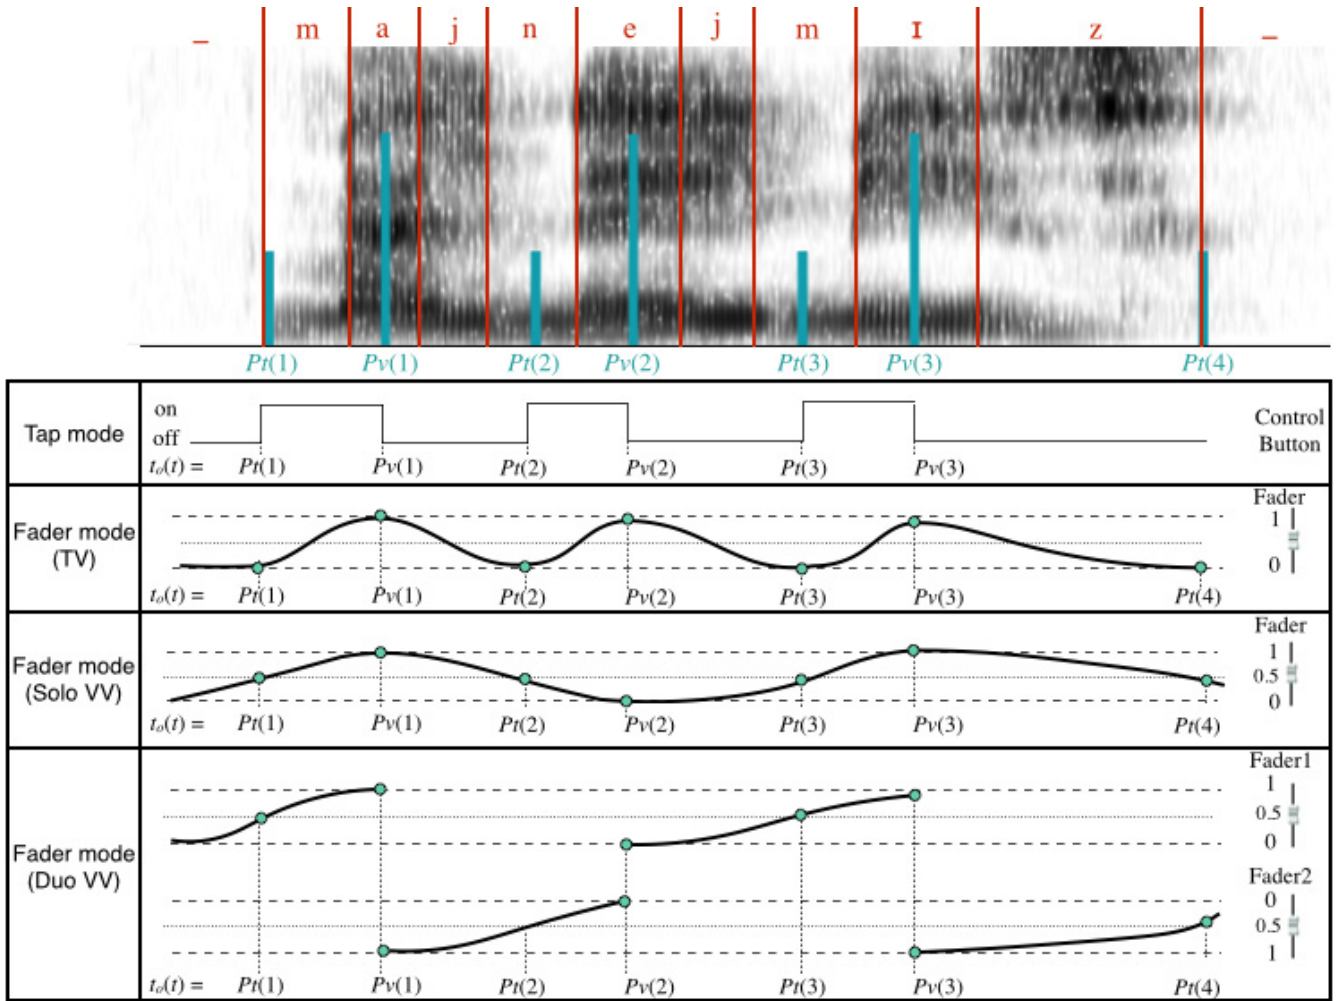 _ m a j n e j m ɪ z _
Pt(1) Pv(1) Pt(2) Pv(2) Pt(3) Pv(3) Pt(4)
Tap mode
on
off
tₒ(t) = Pt(1) Pv(1) Pt(2) Pv(2) Pt(3) Pv(3)
Control
Button
Fader mode
(TV)
Fader
1
0
tₒ(t) = Pt(1) Pv(1) Pt(2) Pv(2) Pt(3) Pv(3) Pt(4)
Fader mode
(Solo VV)
Fader
1
0.5
0
tₒ(t) = Pt(1) Pv(1) Pt(2) Pv(2) Pt(3) Pv(3) Pt(4)
Fader mode
(Duo VV)
Fader1
1
0.5
0
Fader2
0
0.5
1
tₒ(t) = Pt(1) Pv(1) Pt(2) Pv(2) Pt(3) Pv(3) Pt(4)